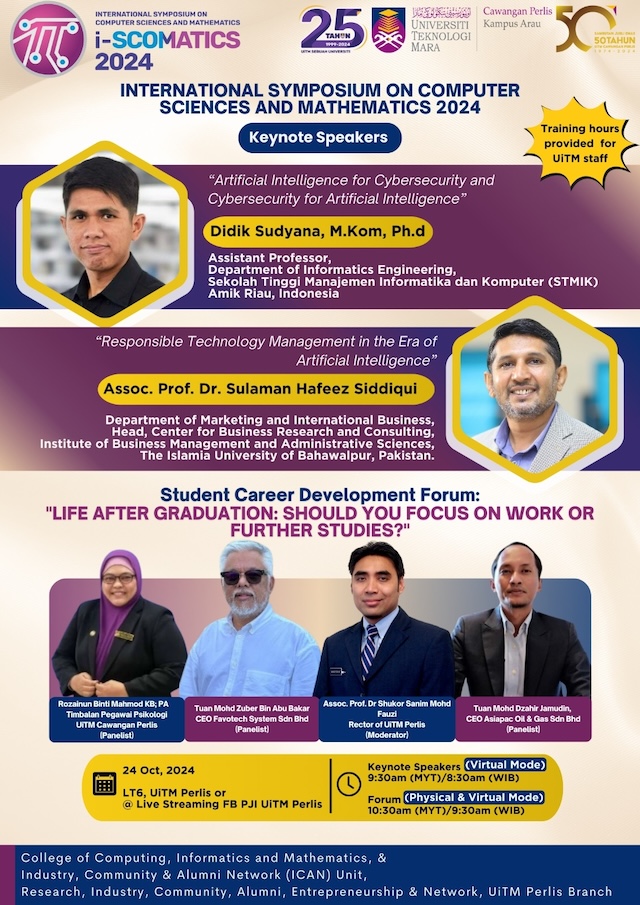 INTERNATIONAL SYMPOSIUM ON
COMPUTER SCIENCES AND MATHEMATICS
i-SCOMATICS
2024
25
TAHUN
1999-2024
UiTM SEBUAH UNIVERSITI
UNIVERSITI
TEKNOLOGI
MARA
Cawangan Perlis
Kampus Arau
50
50TAHUN
INTERNATIONAL SYMPOSIUM ON COMPUTER
SCIENCES AND MATHEMATICS 2024
Keynote Speakers
Training hours
provided for
UiTM staff
“Artificial Intelligence for Cybersecurity and
Cybersecurity for Artificial Intelligence”
Didik Sudyana, M.Kom, Ph.d
Assistant Professor,
Department of Informatics Engineering,
Sekolah Tinggi Manajemen Informatika dan Komputer (STMIK)
Amik Riau, Indonesia
“Responsible Technology Management in the Era of
Artificial Intelligence”
Assoc. Prof. Dr. Sulaman Hafeez Siddiqui
Department of Marketing and International Business,
Head, Center for Business Research and Consulting,
Institute of Business Management and Administrative Sciences,
The Islamia University of Bahawalpur, Pakistan.
Student Career Development Forum:
"LIFE AFTER GRADUATION: SHOULD YOU FOCUS ON WORK OR
FURTHER STUDIES?"
Rozainun Binti Mahmod KB; PA
Timbalan Pegawai Psikologi
UiTM Cawangan Perlis
(Panelist)
Tuan Mohd Zuber Bin Abu Bakar
CEO Favotech System Sdn Bhd
(Panelist)
Assoc. Prof. Dr Shukor Sanim Mohd
Fauzi
Rector of UiTM Perlis
(Moderator)
Tuan Mohd Dzahir Jamudin,
CEO Asiapac Oil & Gas Sdn Bhd
(Panelist)
24 Oct, 2024
LT6, UiTM Perlis or
@ Live Streaming FB PJI UiTM Perlis
Keynote Speakers (Virtual Mode)
9:30am (MYT)/8:30am (WIB)
Forum (Physical & Virtual Mode)
10:30am (MYT)/9:30am (WIB)
College of Computing, Informatics and Mathematics, &
Industry, Community & Alumni Network (ICAN) Unit,
Research, Industry, Community, Alumni, Entrepreneurship & Network, UiTM Perlis Branch